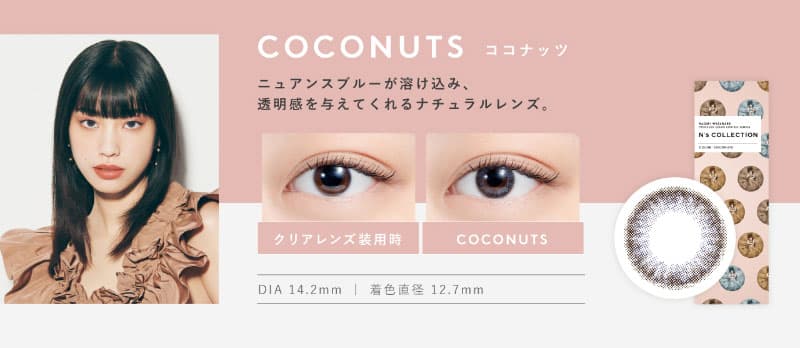 COCONUTS ココナッツ
ニュアンスブルーが溶け込み、
透明感を与えてくれるナチュラルレンズ。
クリアレンズ装用時
COCONUTS
DIA 14.2mm ｜ 着色直径 12.7mm
N's COLLECTION